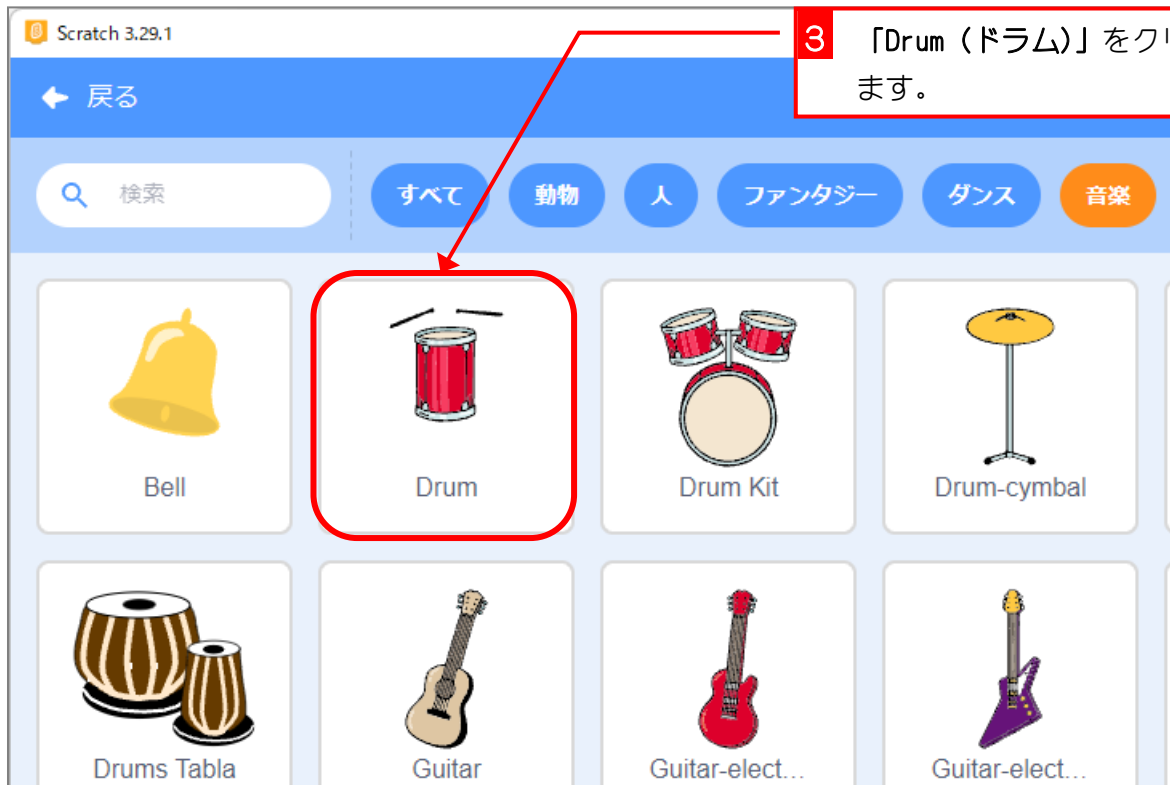 Scratch 3.29.1
3 「Drum（ドラム)」をクリ
ます。
戻る
検索 すべて 動物 人 ファンタジー ダンス 音楽
Bell Drum Drum Kit Drum-cymbal
Drums Tabla Guitar Guitar-elect... Guitar-elect...